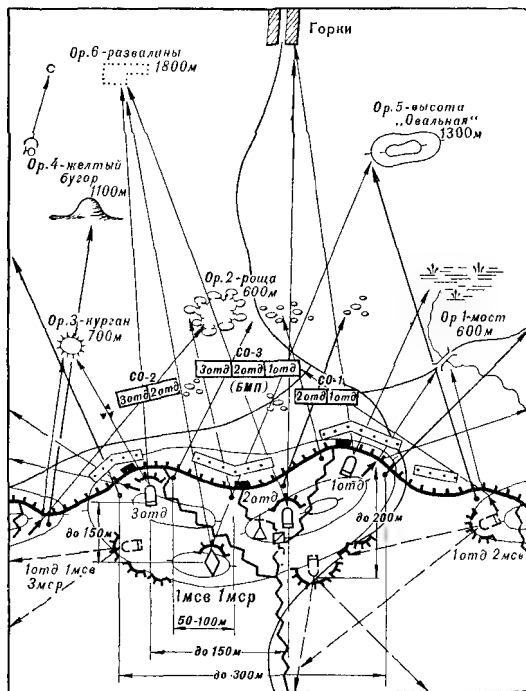 Горки
Ор.6-развалины
1800м
С
Ю
Ор.5-высота
„Овальная“
1300м
Ор.4-желтый
бугор
1100м
Ор.2-роща
600м
Ор.1-мост
600м
Ор.3-курган
700м
СО-2
3отд 2отд
СО-3
3отд 2отд 1отд
(БМП)
СО-1
2отд 1отд
3отд
2отд
1отд
до 150м
до 200м
1отд 1мсв
3мср
1отд 2мсв
1мсв 1мср
50-100м
до 150м
до 300м